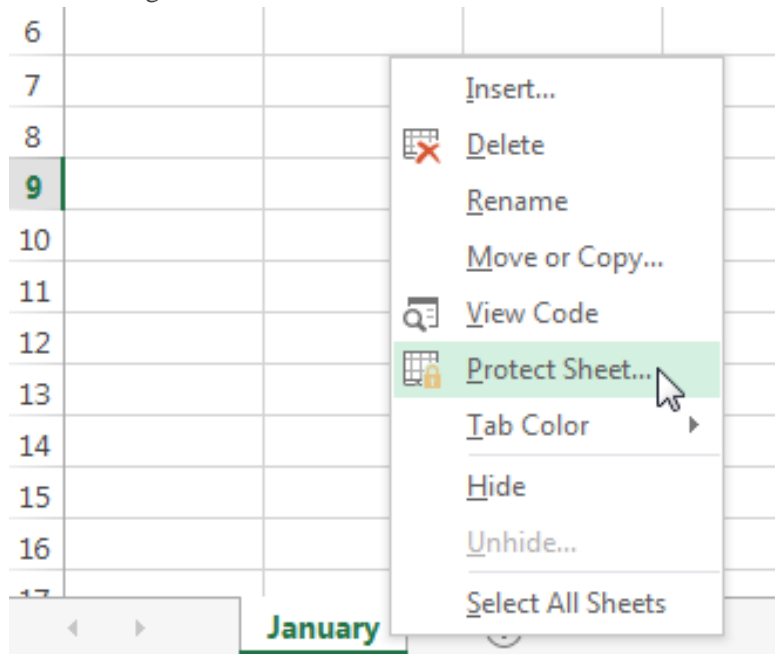 6
7
Insert...
8
Delete
9
Rename
10
Move or Copy...
11
View Code
12
Protect Sheet...
13
Tab Color
14
Hide
15
Unhide...
16
17
Select All Sheets
January